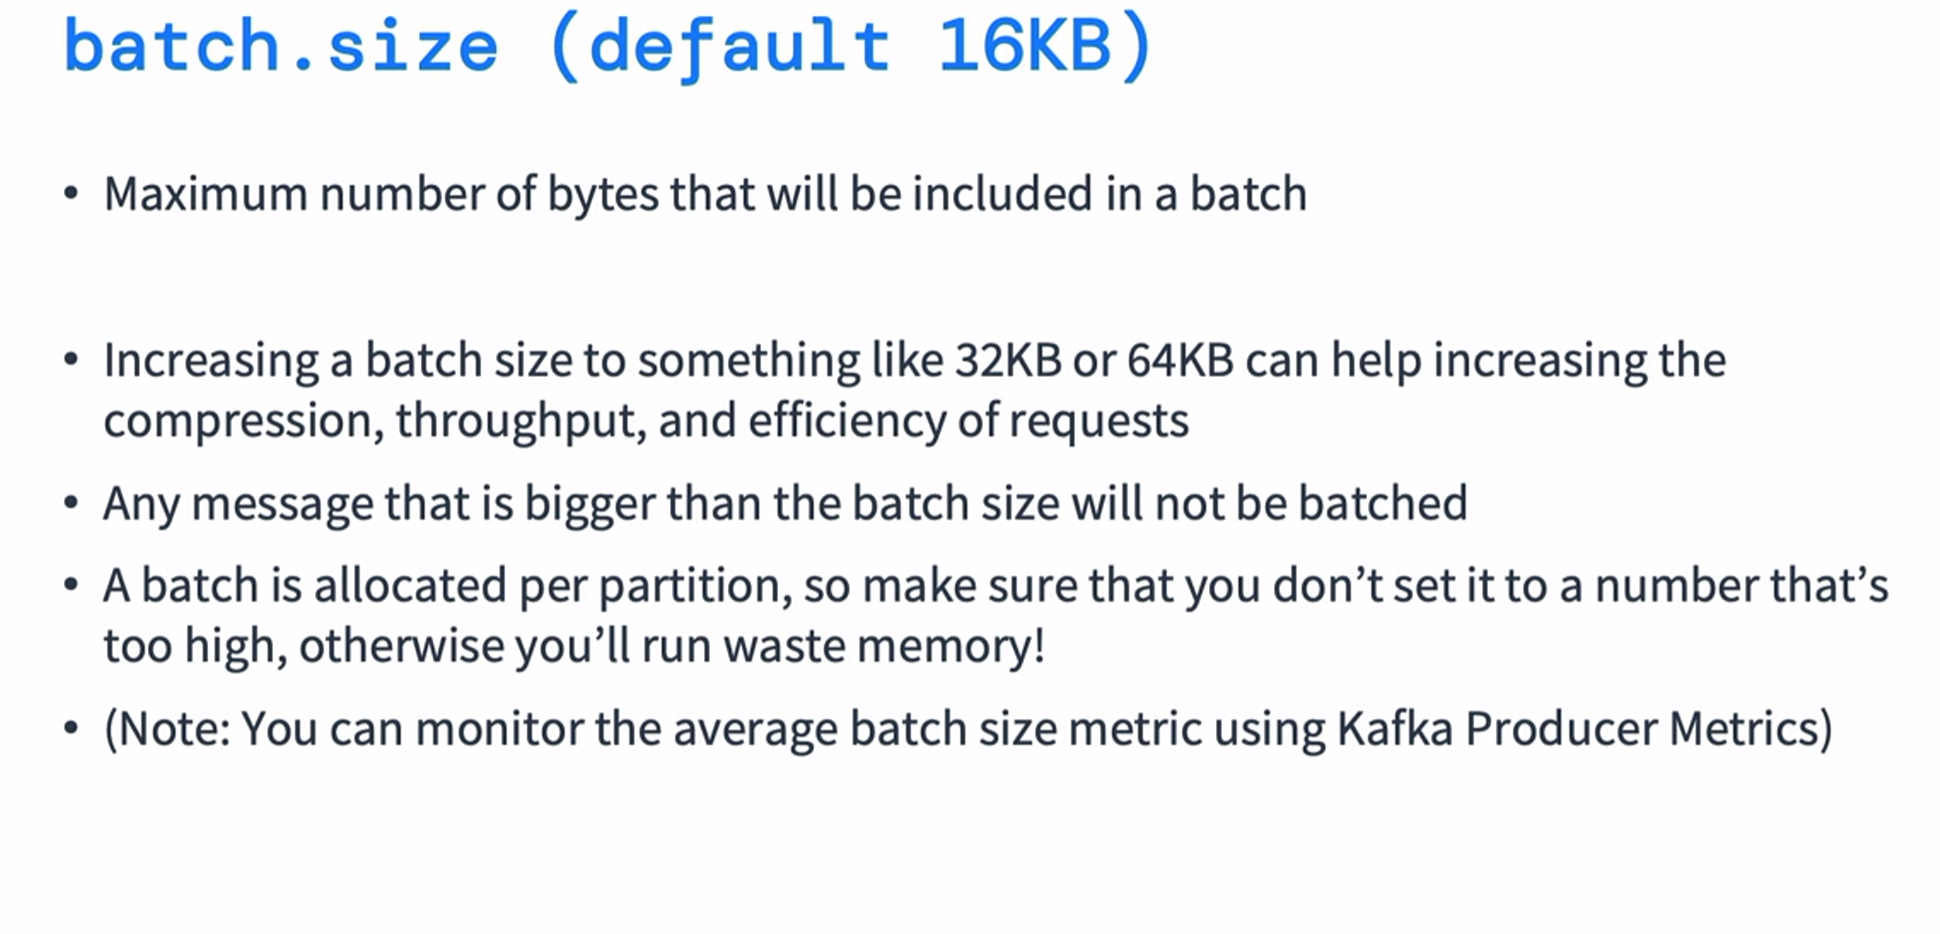 batch.size (default 16KB)
• Maximum number of bytes that will be included in a batch
• Increasing a batch size to something like 32KB or 64KB can help increasing the
compression, throughput, and efficiency of requests
• Any message that is bigger than the batch size will not be batched
• A batch is allocated per partition, so make sure that you don’t set it to a number that’s
too high, otherwise you’ll run waste memory!
• (Note: You can monitor the average batch size metric using Kafka Producer Metrics)